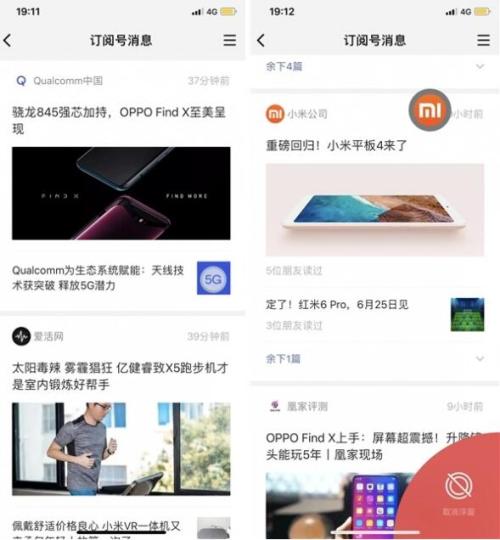 19:11
4G
订阅号消息
Qualcomm中国
37分钟前
骁龙845强芯加持，OPPO Find X至美呈
现
FIND X
FIND MORE
Qualcomm为生态系统赋能：天线技
术获突破 释放5G潜力
5G
爱活网
39分钟前
太阳毒辣 雾霾猖狂 亿健睿致X5跑步机才
是室内锻炼好帮手
佩戴舒适价格良心 小米VR一体机又
19:12
4G
订阅号消息
余下4篇
小米公司
小时前
重磅回归！小米平板4来了
5位朋友读过
定了！红米6 Pro，6月25日见
3位朋友读过
余下1篇
凰家评测
9小时前
OPPO Find X上手：屏幕超震撼！升降
头能玩5年丨凰家现场
取消浮窗